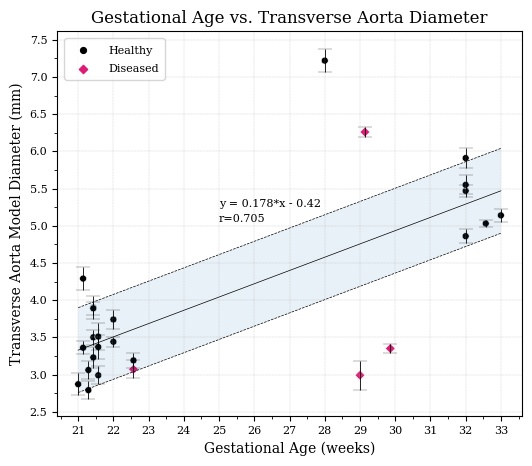 Gestational Age vs. Transverse Aorta Diameter
Healthy
Diseased
y = 0.178*x - 0.42
r=0.705
Transverse Aorta Model Diameter (mm)
7.5
7.0
6.5
6.0
5.5
5.0
4.5
4.0
3.5
3.0
2.5
21 22 23 24 25 26 27 28 29 30 31 32 33
Gestational Age (weeks)